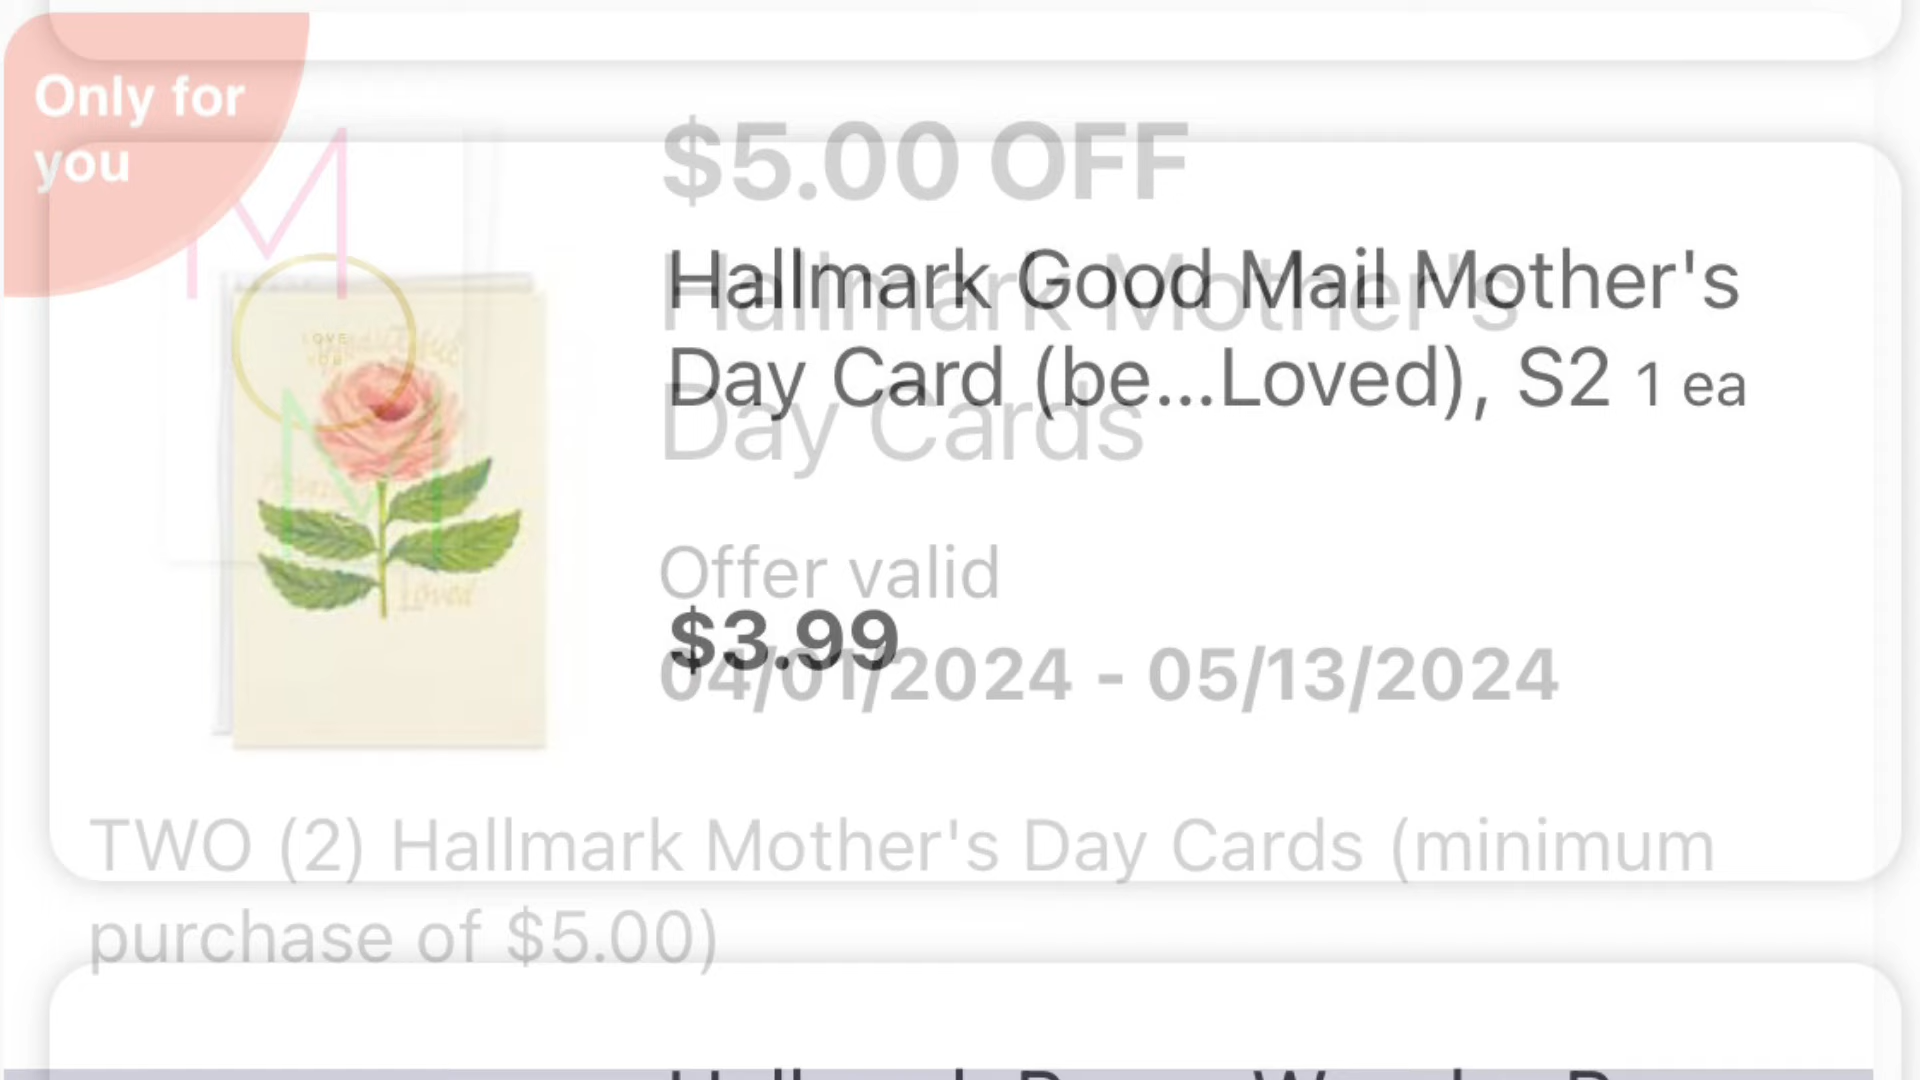 Only for
you
$5.00 OFF
Hallmark Mother's
Day Cards
Offer valid
04/01/2024 - 05/13/2024
TWO (2) Hallmark Mother's Day Cards (minimum
purchase of $5.00)
Hallmark Good Mail Mother's
Day Card (be...Loved), S2 1 ea
$3.99
M
LOVE
M
Loved